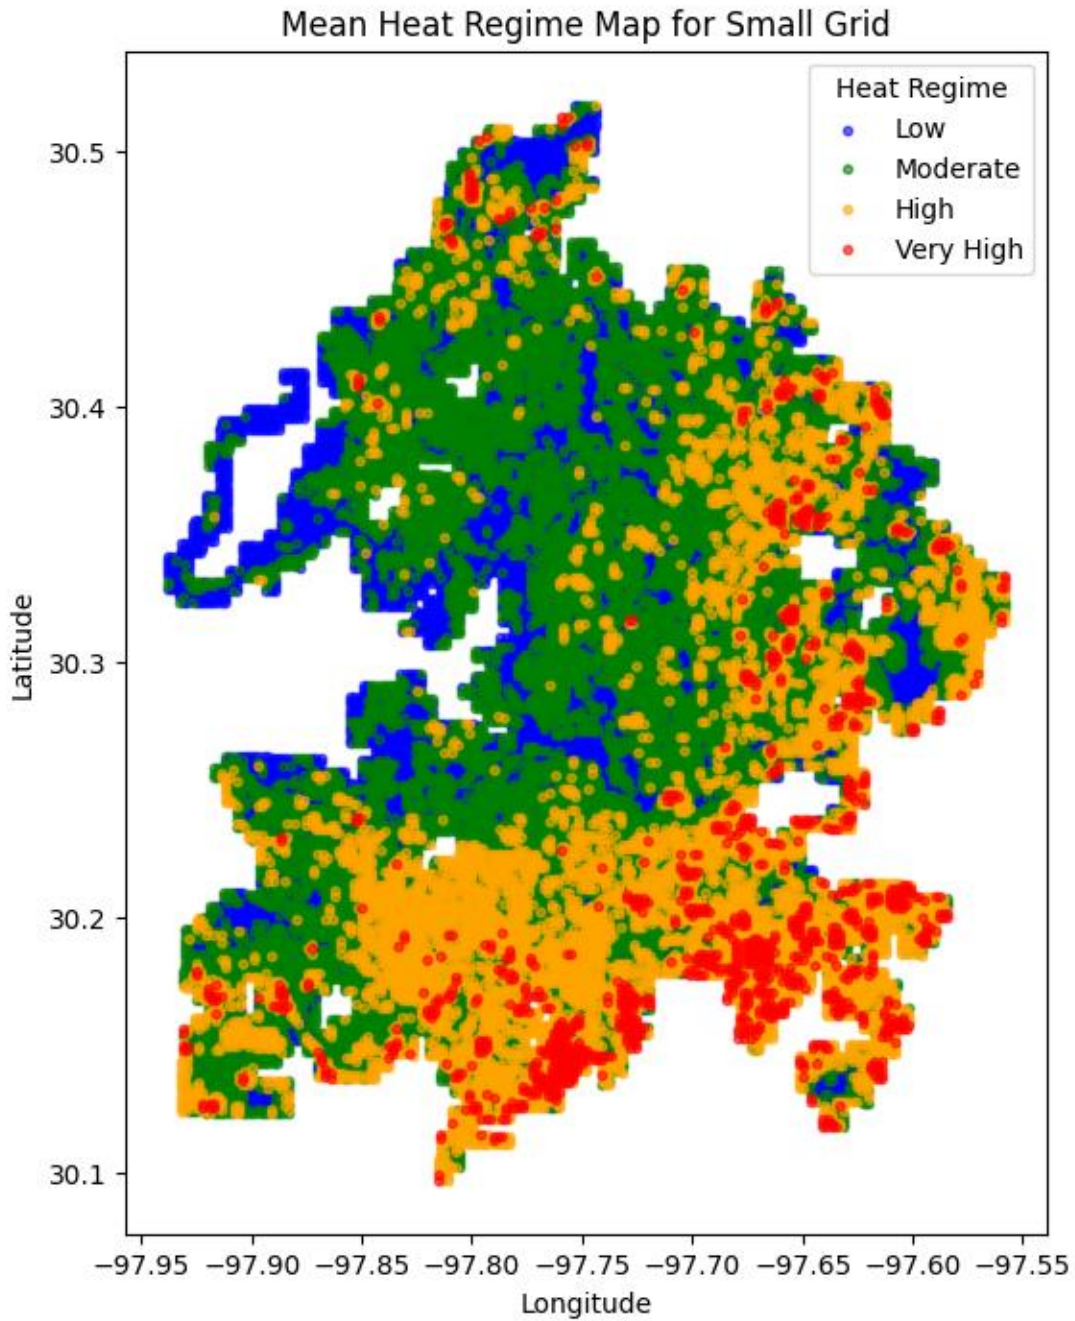 Mean Heat Regime Map for Small Grid
Heat Regime
Low
Moderate
High
Very High
30.5
30.4
30.3
30.2
30.1
Latitude
−97.95 −97.90 −97.85 −97.80 −97.75 −97.70 −97.65 −97.60 −97.55
Longitude